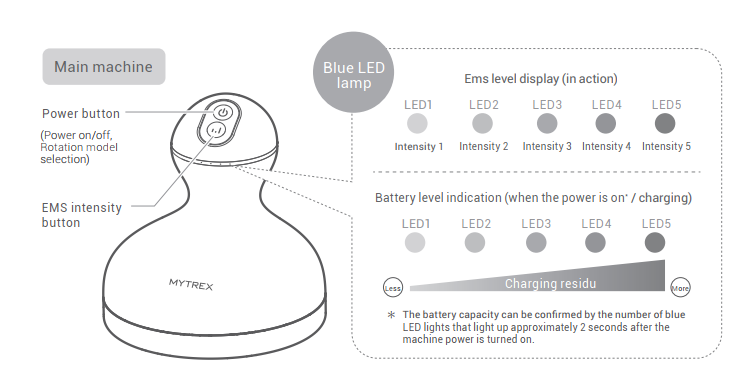 Main machine
Power button
(Power on/off,
Rotation model
selection)
EMS intensity
button
MYTREX
Blue LED
lamp
Ems level display (in action)
LED1 LED2 LED3 LED4 LED5
Intensity 1 Intensity 2 Intensity 3 Intensity 4 Intensity 5
Battery level indication (when the power is on* / charging)
LED1 LED2 LED3 LED4 LED5
Less Charging residu More
* The battery capacity can be confirmed by the number of blue
LED lights that light up approximately 2 seconds after the
machine power is turned on.